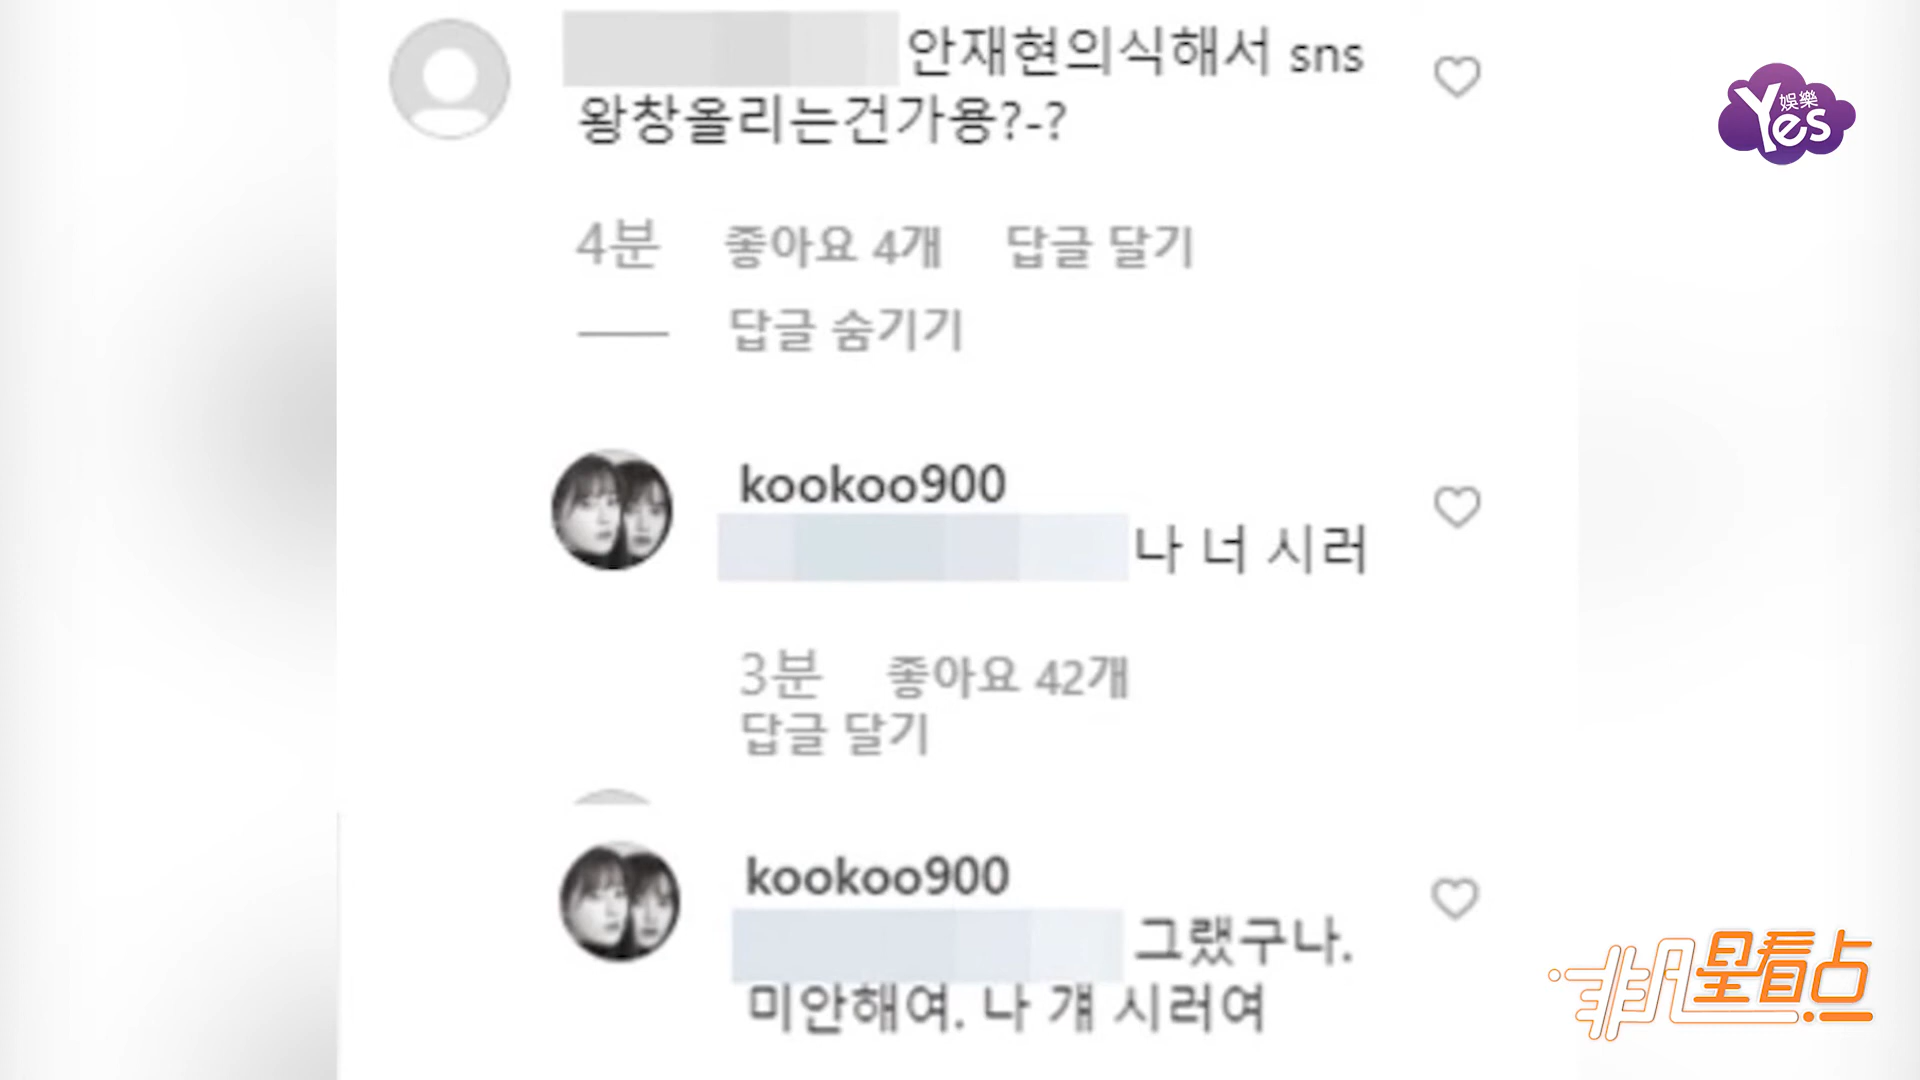 안재현의식해서 sns
왕창올리는건가용?-?
Yes 娛樂
4분 좋아요 4개 답글 달기
답글 숨기기
kookoo900
나 너 시러
3분 좋아요 42개
답글 달기
kookoo900
그랬구나.
미안해여. 나 걔 시러여
非凡星看点